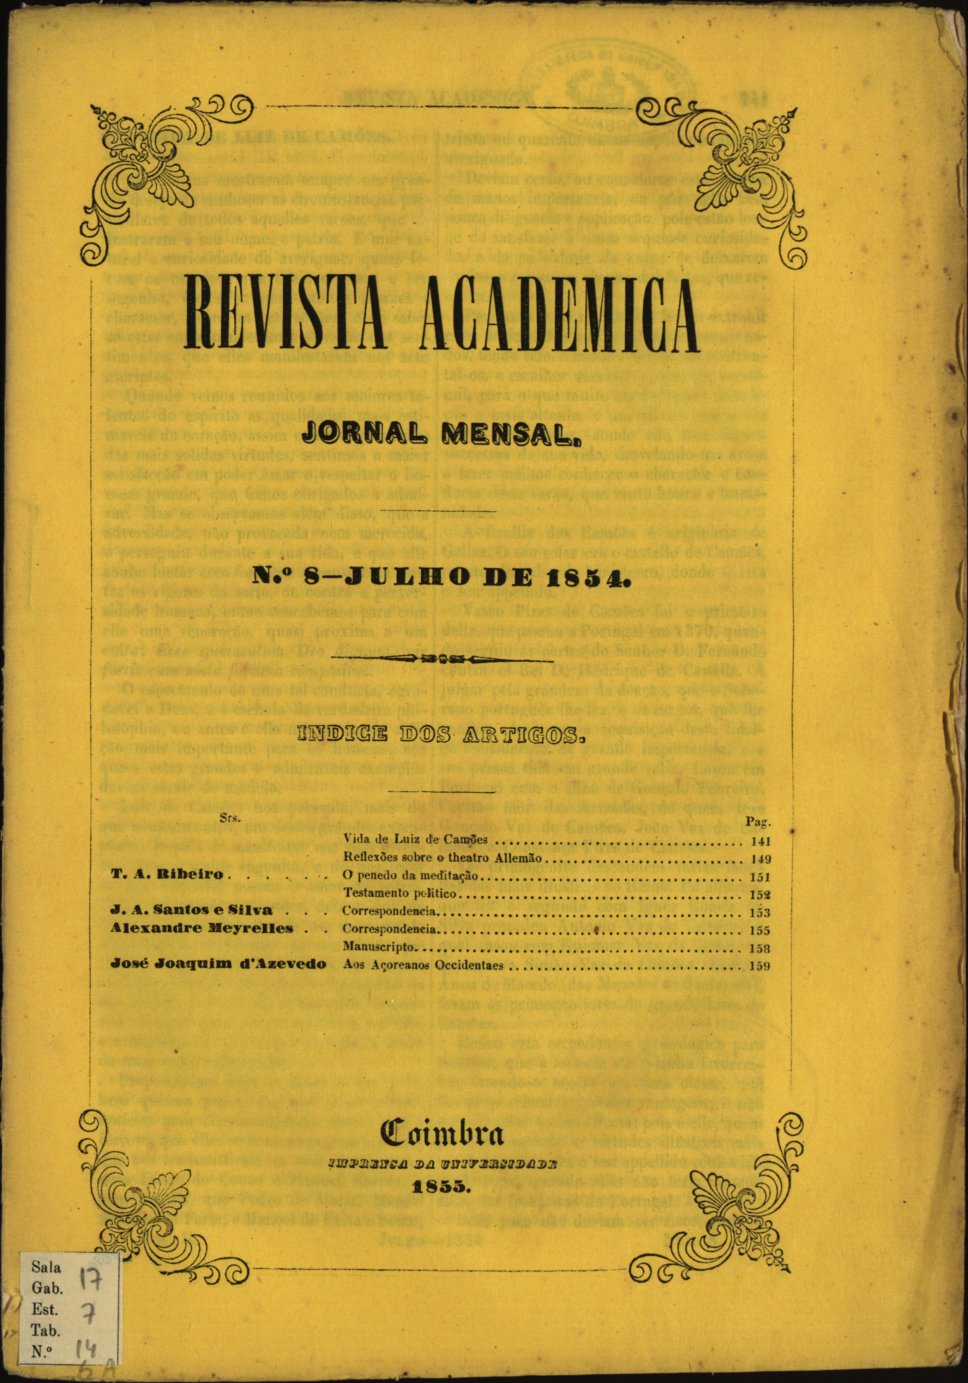 REVISTA ACADEMICA
JORNAL MENSAL.
N.º 8—JULHO DE 1854.
INDICE DOS ARTIGOS.
Srs. Pag.
Vida de Luiz de Camões ........ 141
Reflexões sobre o theatro Allemão ........ 149
T. A. Ribeiro . . . . . . O penedo da meditação ........ 151
Testamento politico ........ 152
J. A. Santos e Silva . . . Correspondencia ........ 153
Alexandre Meyrelles . . Correspondencia ........ 155
Manuscripto ........ 158
José Joaquim d'Azevedo Aos Açoreanos Occidentaes ........ 159
Coimbra
IMPRENSA DA UNIVERSIDADE
1855.
Sala
Gab. 17
Est. 7
Tab.
N.º 14
5 A